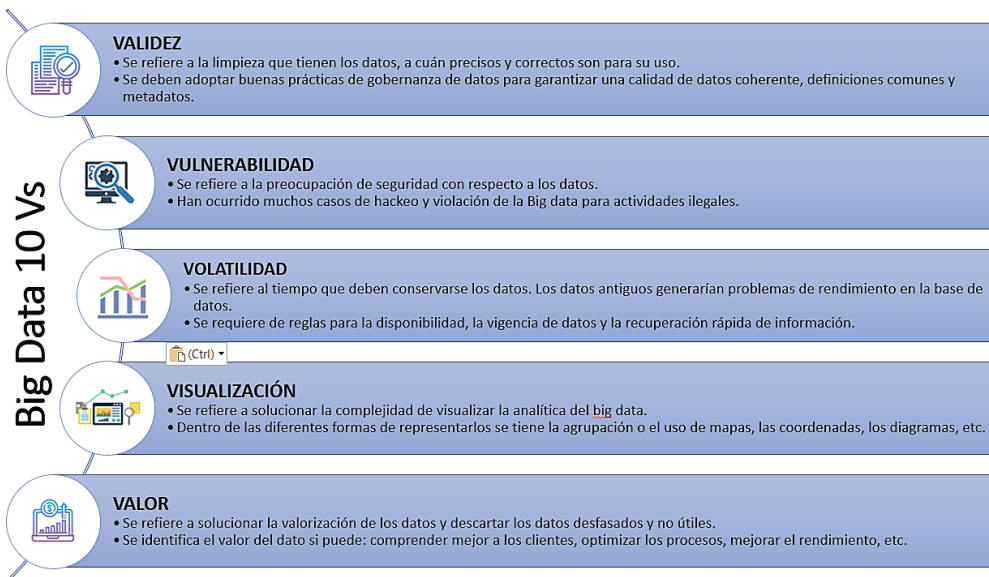 Big Data 10 Vs
VALIDEZ
• Se refiere a la limpieza que tienen los datos, a cuán precisos y correctos son para su uso.
• Se deben adoptar buenas prácticas de gobernanza de datos para garantizar una calidad de datos coherente, definiciones comunes y
metadatos.
VULNERABILIDAD
• Se refiere a la preocupación de seguridad con respecto a los datos.
• Han ocurrido muchos casos de hackeo y violación de la Big data para actividades ilegales.
VOLATILIDAD
• Se refiere al tiempo que deben conservarse los datos. Los datos antiguos generarían problemas de rendimiento en la base de
datos.
• Se requiere de reglas para la disponibilidad, la vigencia de datos y la recuperación rápida de información.
(Ctrl)
VISUALIZACIÓN
• Se refiere a solucionar la complejidad de visualizar la analítica del big data.
• Dentro de las diferentes formas de representarlos se tiene la agrupación o el uso de mapas, las coordenadas, los diagramas, etc.
VALOR
• Se refiere a solucionar la valorización de los datos y descartar los datos desfasados y no útiles.
• Se identifica el valor del dato si puede: comprender mejor a los clientes, optimizar los procesos, mejorar el rendimiento, etc.